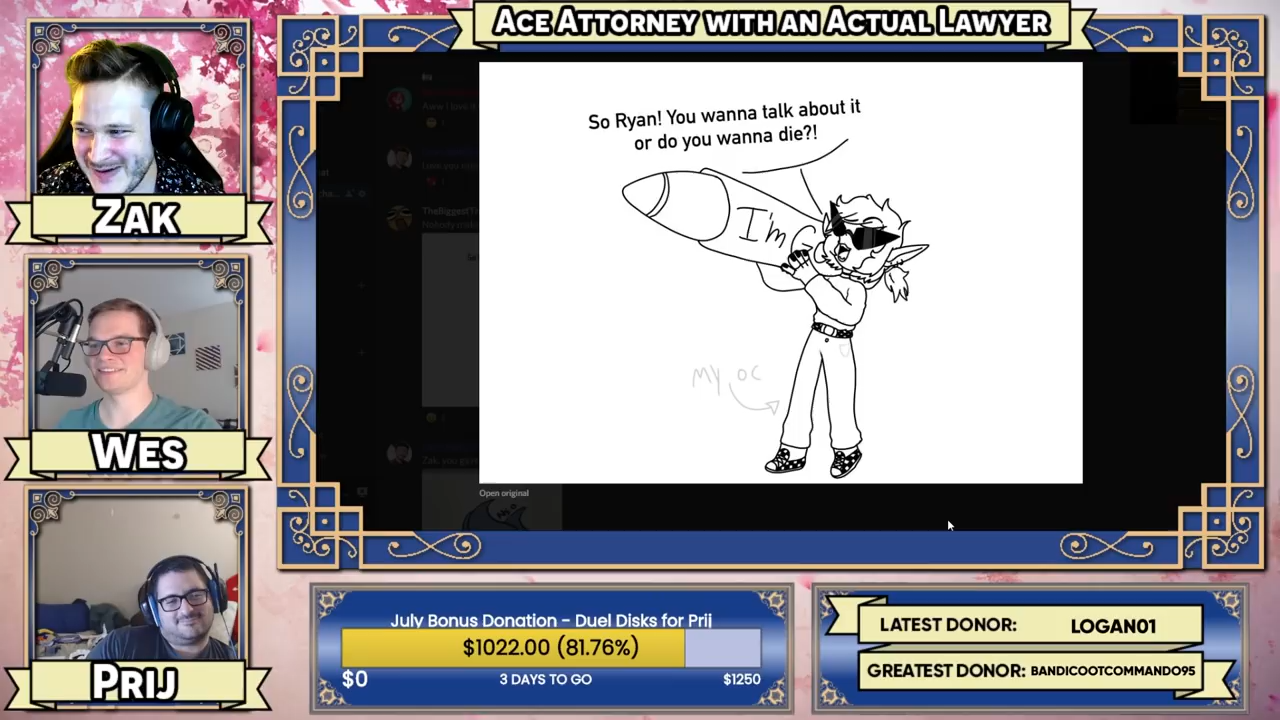 ACE ATTORNEY WITH AN ACTUAL LAWYER
ZAK
WES
PRIJ
So Ryan! You wanna talk about it
or do you wanna die?!
I'm
MY OC
TheBiggestTr
Open original
July Bonus Donation - Duel Disks for Prij
$1022.00 (81.76%)
$0
3 DAYS TO GO
$1250
LATEST DONOR: LOGAN01
GREATEST DONOR: BANDICOOTCOMMANDO95